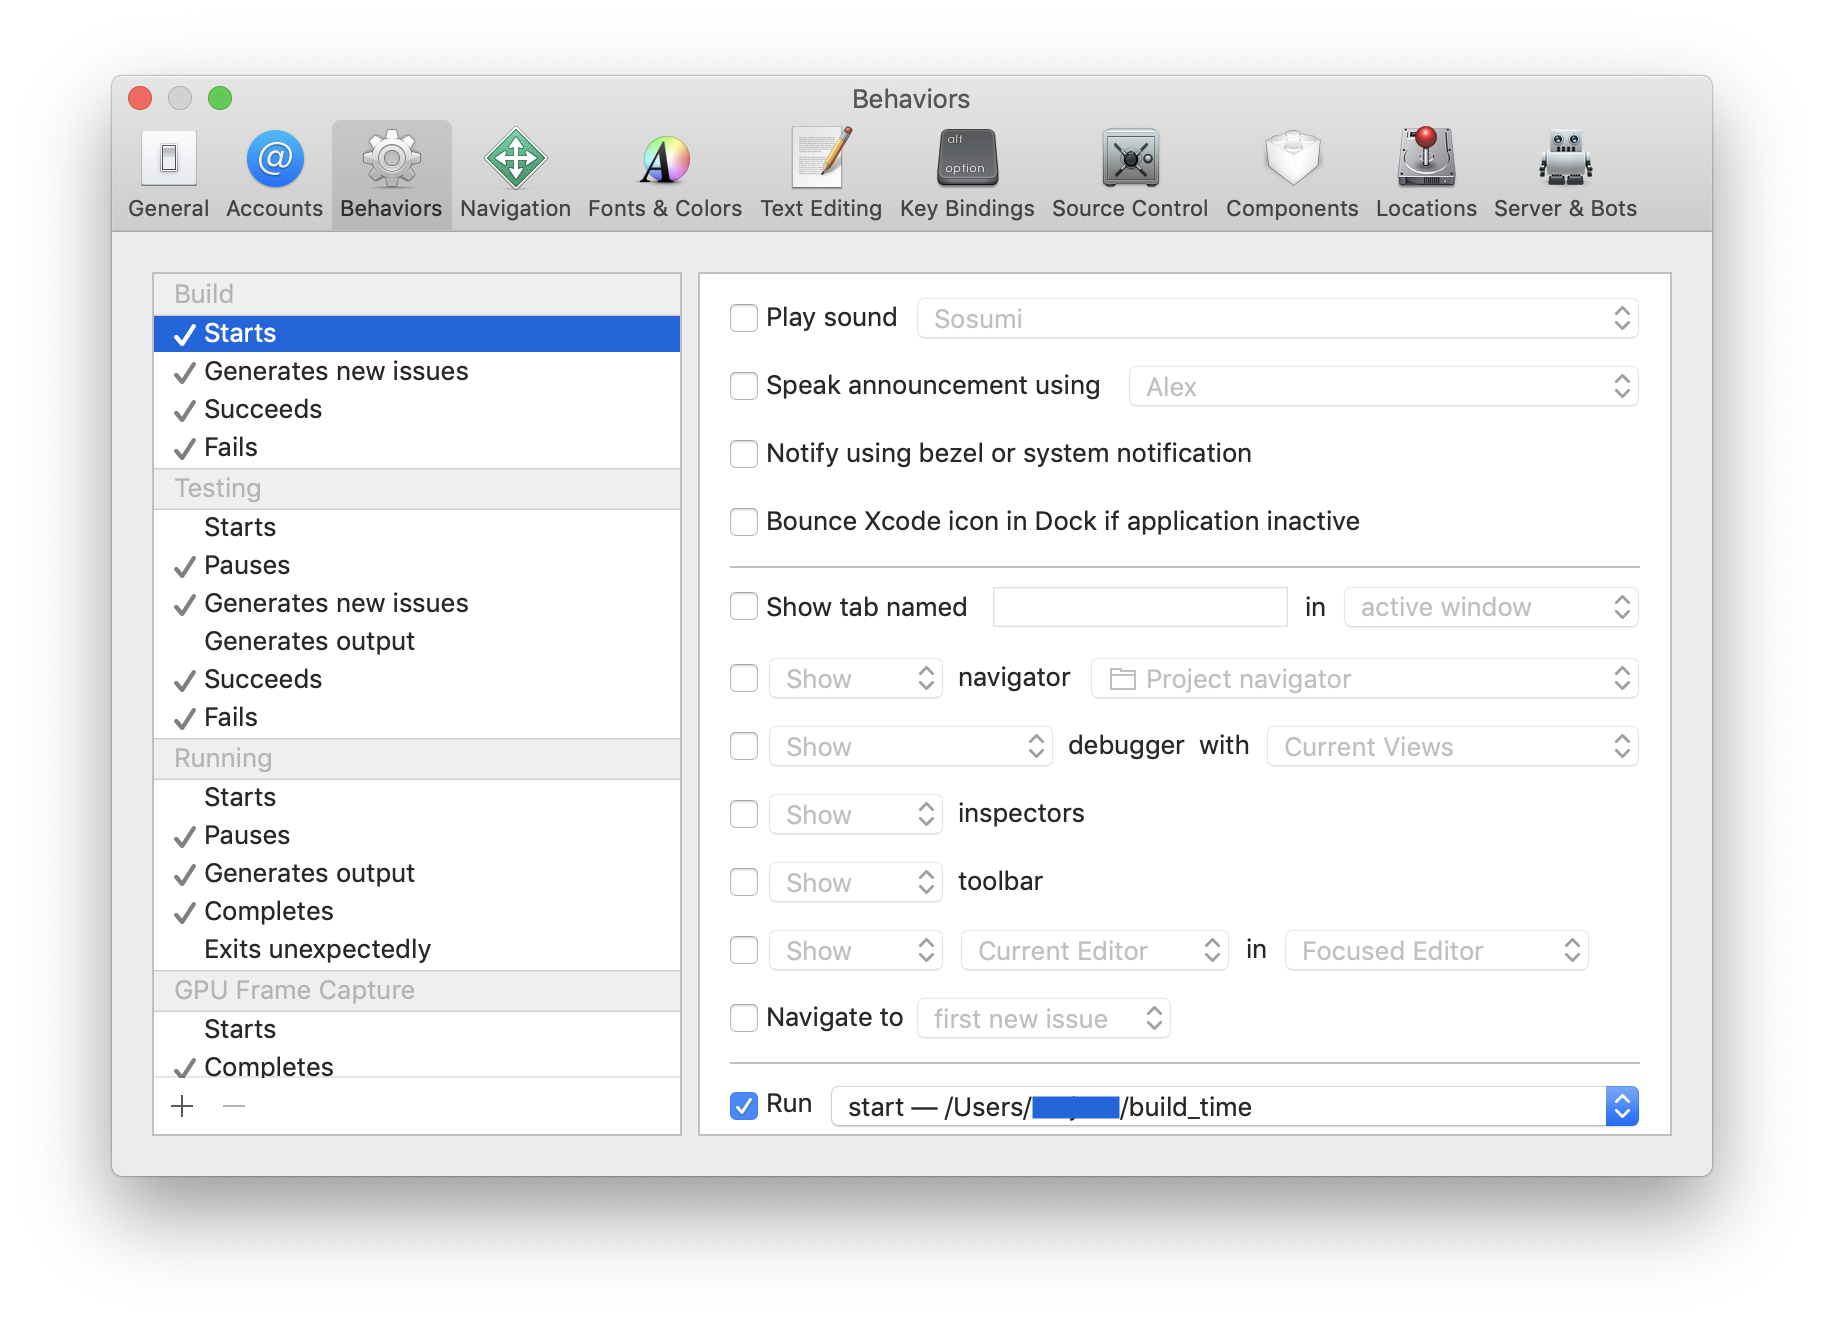 Behaviors
alt
option
General Accounts Behaviors Navigation Fonts & Colors Text Editing Key Bindings Source Control Components Locations Server & Bots
Build
Starts
Generates new issues
Succeeds
Fails
Testing
Starts
Pauses
Generates new issues
Generates output
Succeeds
Fails
Running
Starts
Pauses
Generates output
Completes
Exits unexpectedly
GPU Frame Capture
Starts
Completes
Play sound Sosumi
Speak announcement using Alex
Notify using bezel or system notification
Bounce Xcode icon in Dock if application inactive
Show tab named in active window
Show navigator Project navigator
Show debugger with Current Views
Show inspectors
Show toolbar
Show Current Editor in Focused Editor
Navigate to first new issue
Run start — /Users/ /build_time